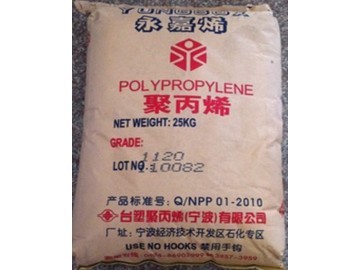 YUNGSOX
永嘉烯
POLYPROPYLENE
聚丙烯
NET WEIGHT: 25KG
GRADE: 1120
LOT NO. 10082
产品标准号: Q/NPP 01-2010
台塑聚丙烯(宁波)有限公司
厂址: 宁波经济技术开发区石化专区
USE NO HOOKS 禁用手钩